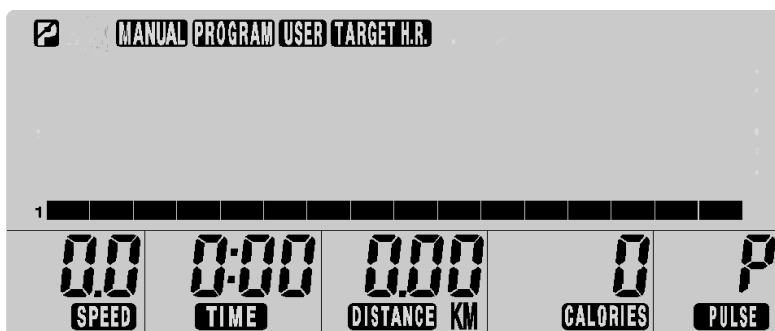 MANUAL PROGRAM USER TARGET H.R.
1
0.0 0:00 0.00 0 P
SPEED TIME DISTANCE KM CALORIES PULSE